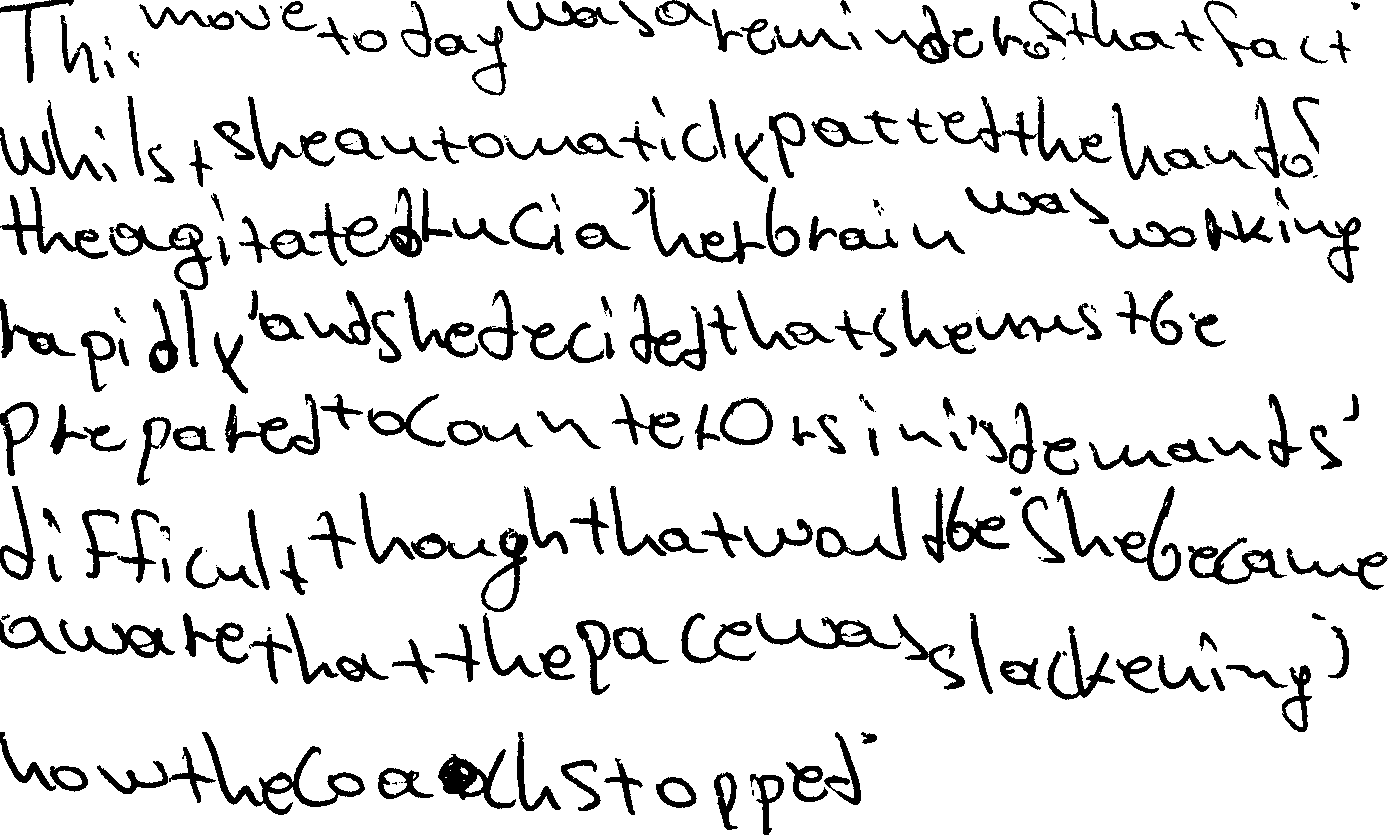 This move today was a reminder of that fact.
Whilst she automaticly patted the hand of
the agitated Lucia, her brain was working
rapidly, and she decided that she must be
prepared to counter Orsini's demands,
difficult though that would be. She became
aware that the pace was slackening,
now the coach stopped.